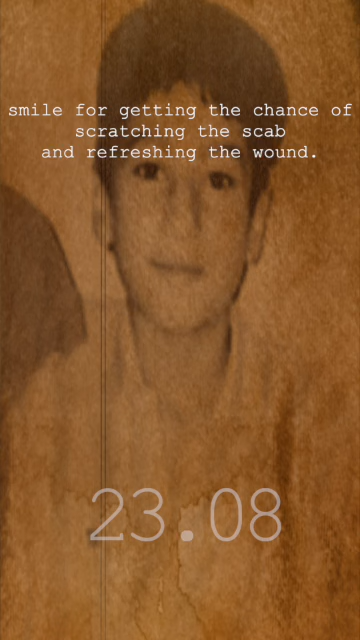 smile for getting the chance of
scratching the scab
and refreshing the wound.
23.08